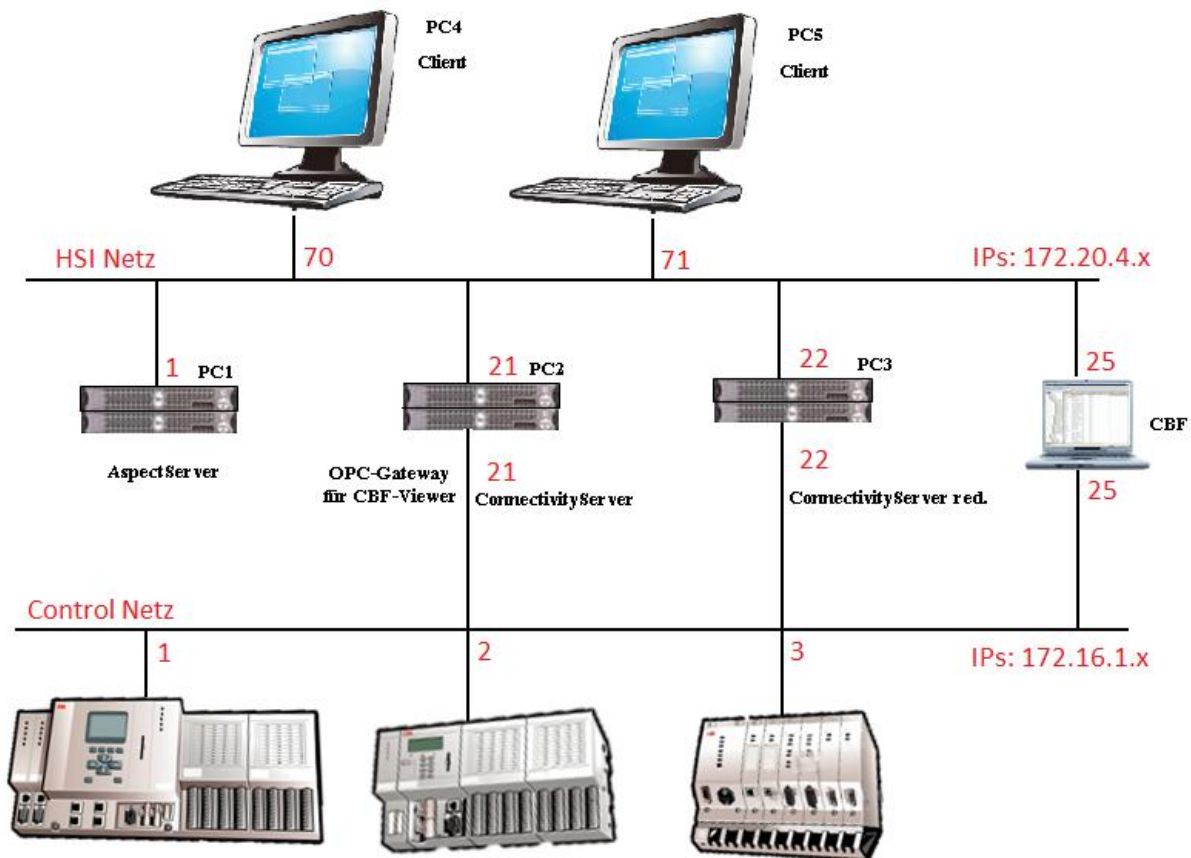 PC4
Client
PC5
Client
HSI Netz
70
71
IPs: 172.20.4.x
1
PC1
21
PC2
22
PC3
25
CBF
AspectServer
OPC-Gateway
für CBF-Viewer
21
ConnectivityServer
22
ConnectivityServer red.
25
Control Netz
1
2
3
IPs: 172.16.1.x